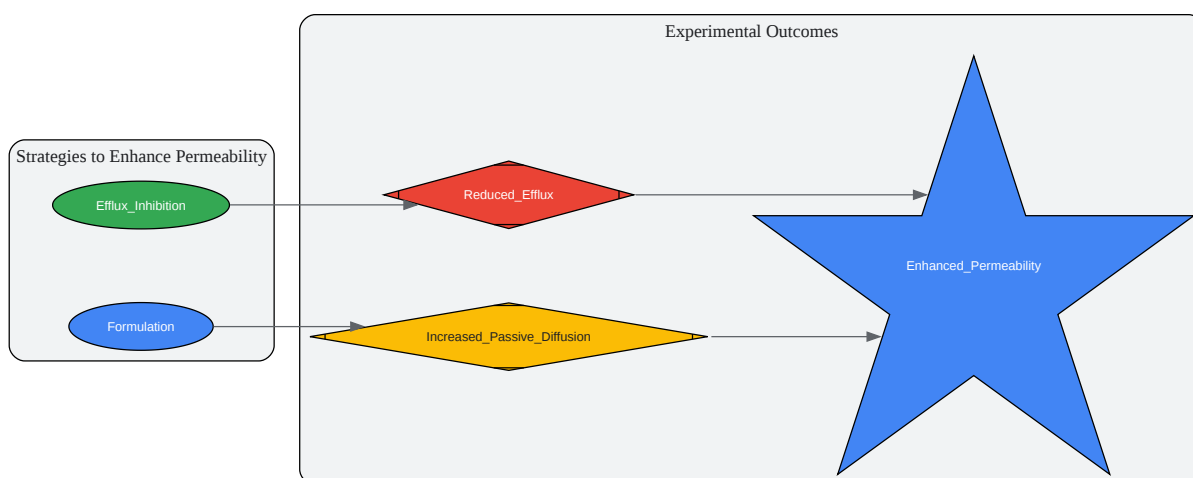 Experimental Outcomes
Strategies to Enhance Permeability
Efflux_Inhibition
Reduced_Efflux
Enhanced_Permeability
Formulation
Increased_Passive_Diffusion